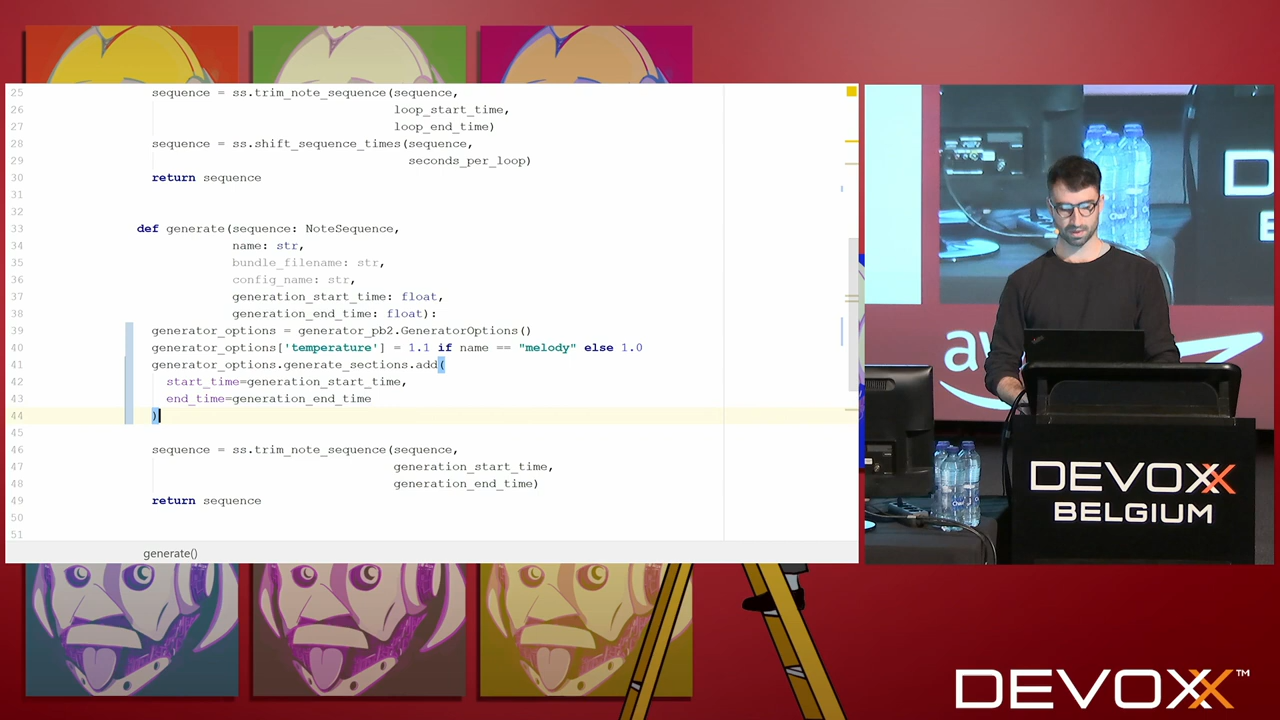 25 sequence = ss.trim_note_sequence(sequence,
26 loop_start_time,
27 loop_end_time)
28 sequence = ss.shift_sequence_times(sequence,
29 seconds_per_loop)
30 return sequence
31
32
33 def generate(sequence: NoteSequence,
34 name: str,
35 bundle_filename: str,
36 config_name: str,
37 generation_start_time: float,
38 generation_end_time: float):
39 generator_options = generator_pb2.GeneratorOptions()
40 generator_options['temperature'] = 1.1 if name == "melody" else 1.0
41 generator_options.generate_sections.add(
42 start_time=generation_start_time,
43 end_time=generation_end_time
44 )
45
46 sequence = ss.trim_note_sequence(sequence,
47 generation_start_time,
48 generation_end_time)
49 return sequence
50
51
generate()
DEVOXX
BELGIUM
DEVOXX™